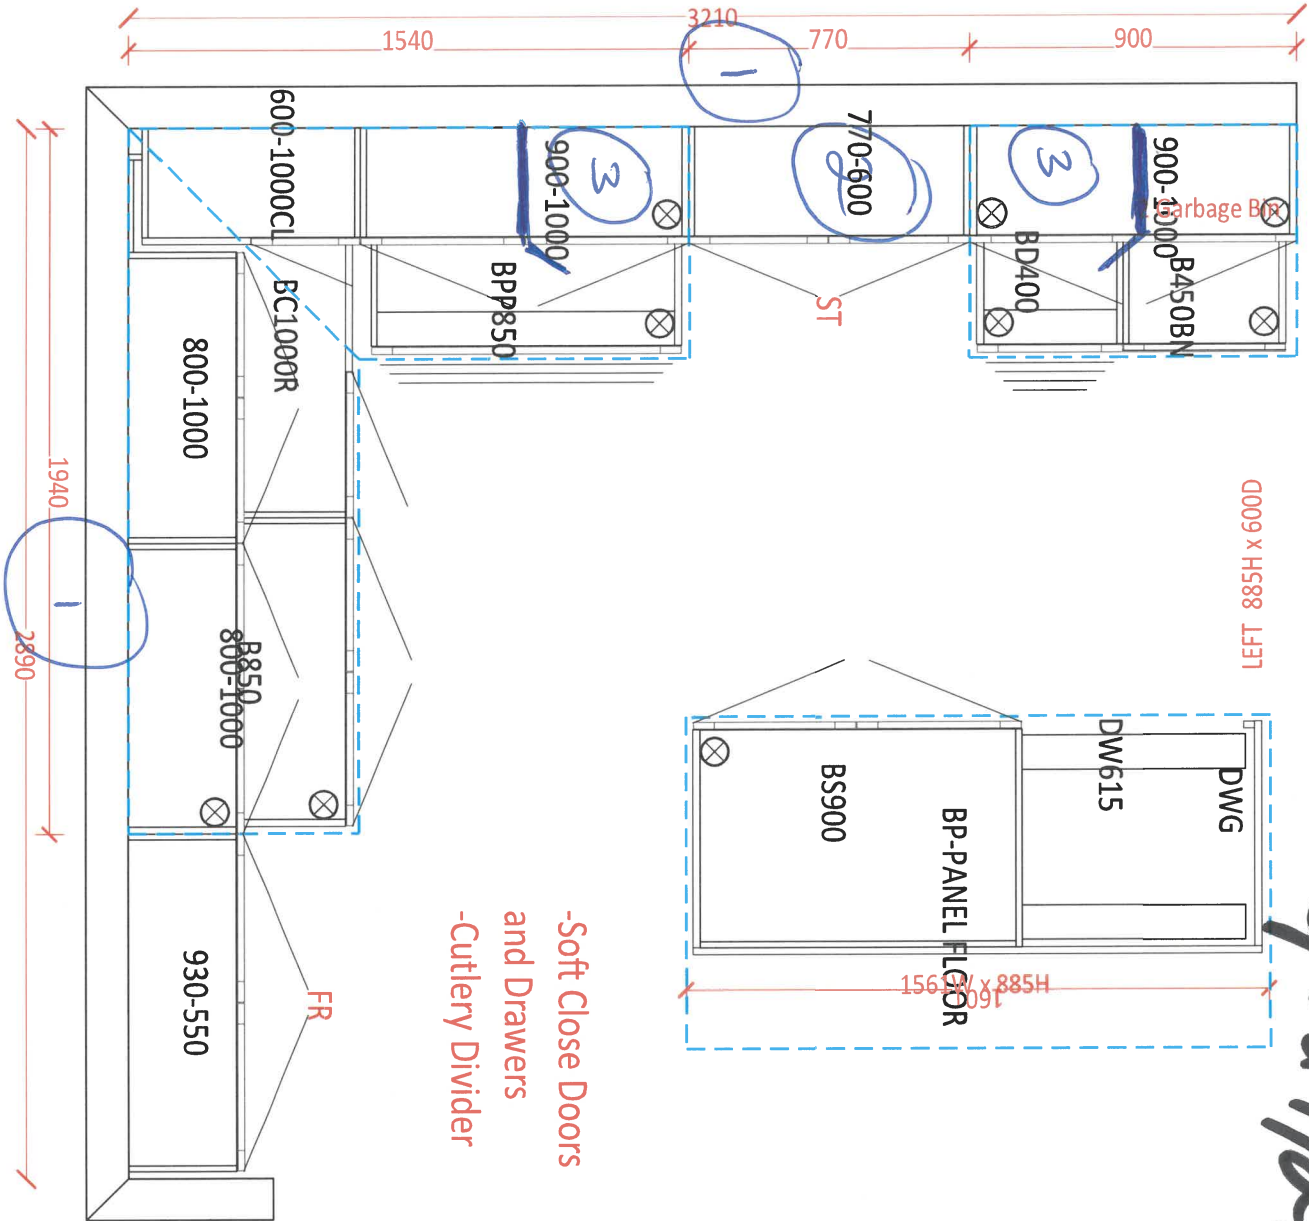 3210
1540
770
900
1
600-1000CL
900-1000
3
770-600
2
3
900-1000
2 Garbage Bin
BC1000R
BPP850
ST
BD400
B450BN
800-1000
1940
2890
1
B850
800-1000
930-550
FR
LEFT 885H x 600D
DW615
DWG
BS900
BP-PANEL FLOOR
1561W x 885H
-Soft Close Doors
and Drawers
-Cutlery Divider